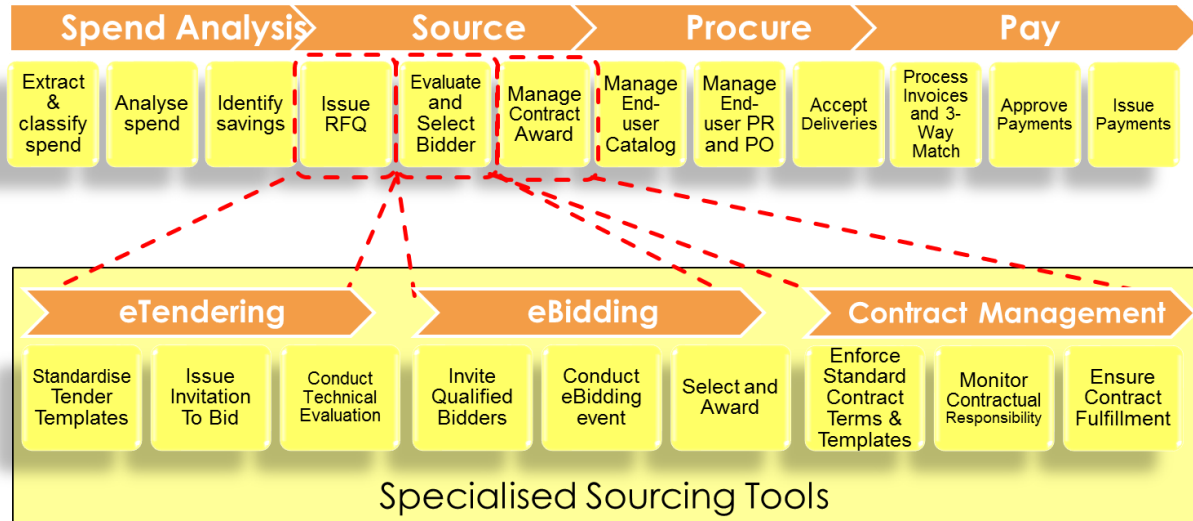 Spend Analysis
Source
Procure
Pay
Extract
&
classify
spend
Analyse
spend
Identify
savings
Issue
RFQ
Evaluate
and
Select
Bidder
Manage
Contract
Award
Manage
End-
user
Catalog
Manage
End-
user PR
and PO
Accept
Deliveries
Process
Invoices
and 3-
Way
Match
Approve
Payments
Issue
Payments
eTendering
eBidding
Contract Management
Standardise
Tender
Templates
Issue
Invitation
To Bid
Conduct
Technical
Evaluation
Invite
Qualified
Bidders
Conduct
eBidding
event
Select and
Award
Enforce
Standard
Contract
Terms &
Templates
Monitor
Contractual
Responsibility
Ensure
Contract
Fulfillment
Specialised Sourcing Tools